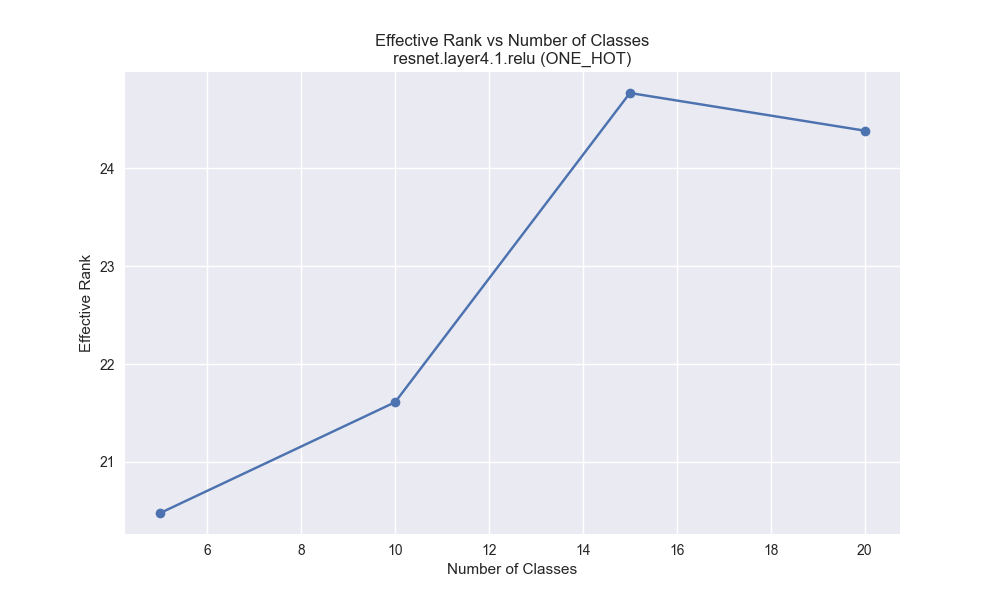 Effective Rank vs Number of Classes
resnet.layer4.1.relu (ONE_HOT)
Effective Rank
24
23
22
21
6 8 10 12 14 16 18 20
Number of Classes